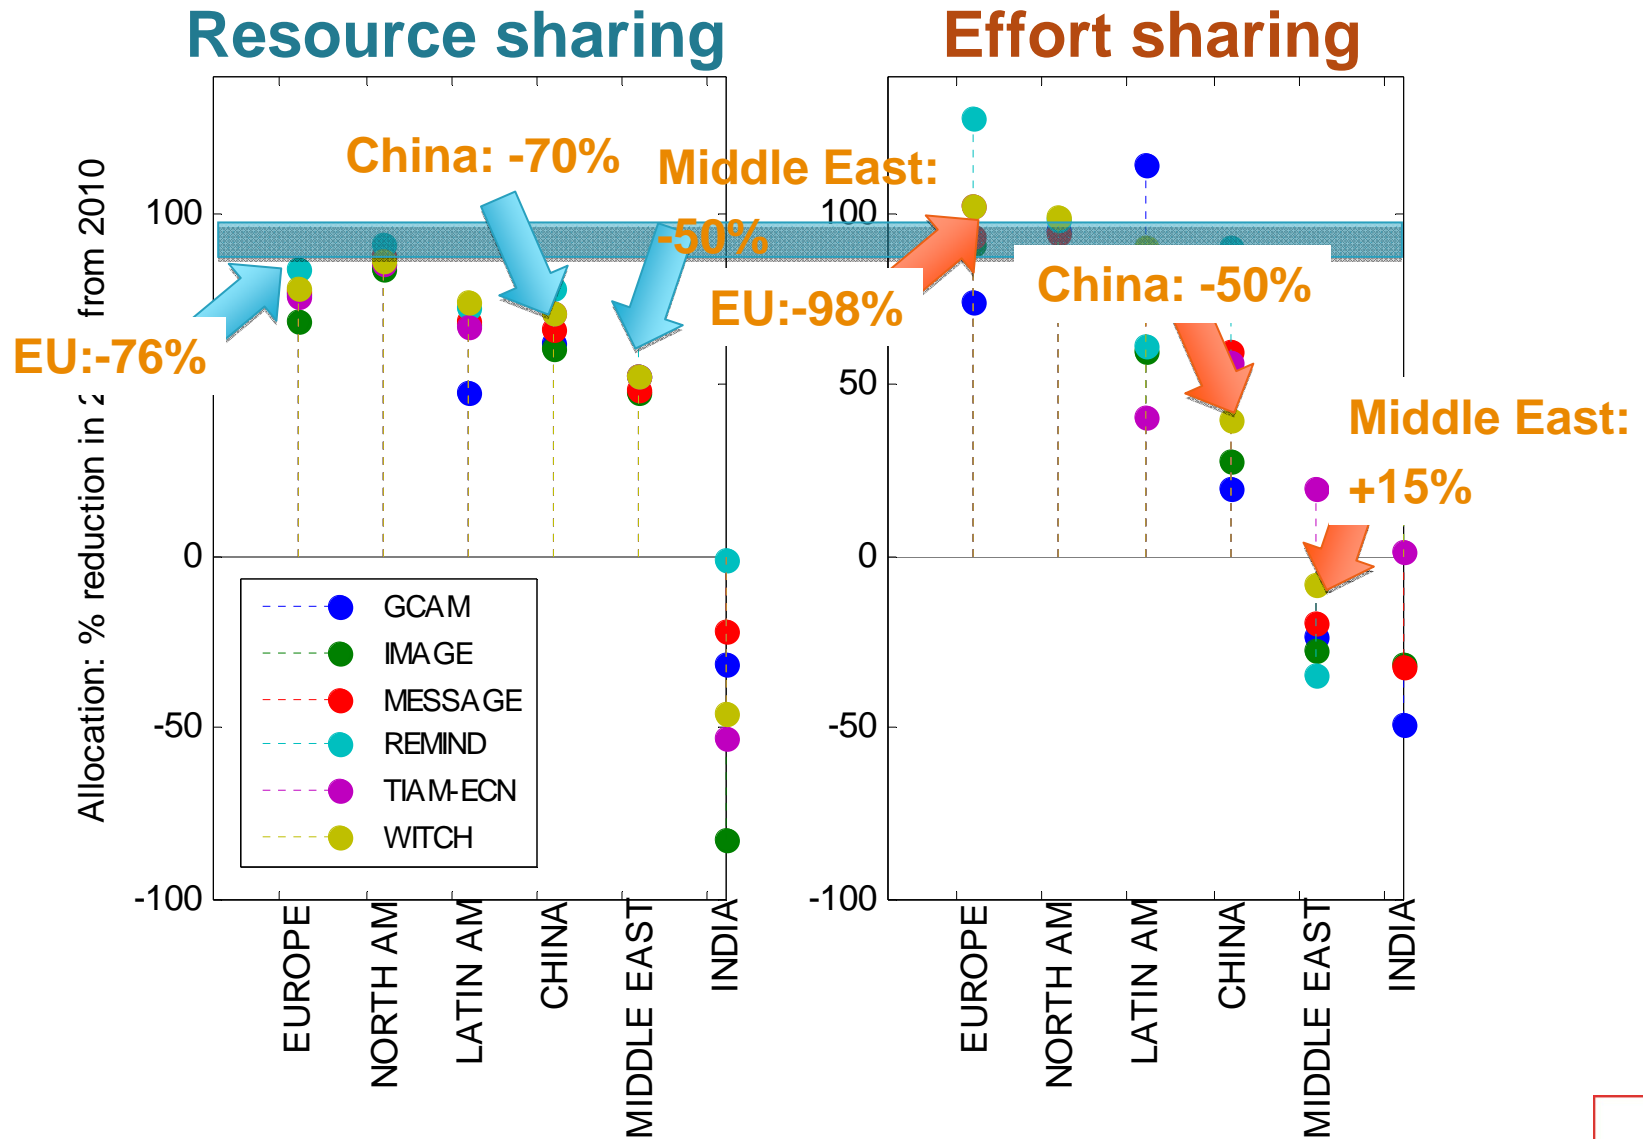 Resource sharing
Effort sharing
China: -70%
Middle East:
-50%
EU:-76%
EU:-98%
China: -50%
Middle East:
+15%
Allocation: % reduction in
from 2010
100
0
-50
-100
100
50
0
-50
-100
GCAM
IMAGE
MESSAGE
REMIND
TIAM-ECN
WITCH
EUROPE
NORTH AM
LATIN AM
CHINA
MIDDLE EAST
INDIA
EUROPE
NORTH AM
LATIN AM
CHINA
MIDDLE EAST
INDIA